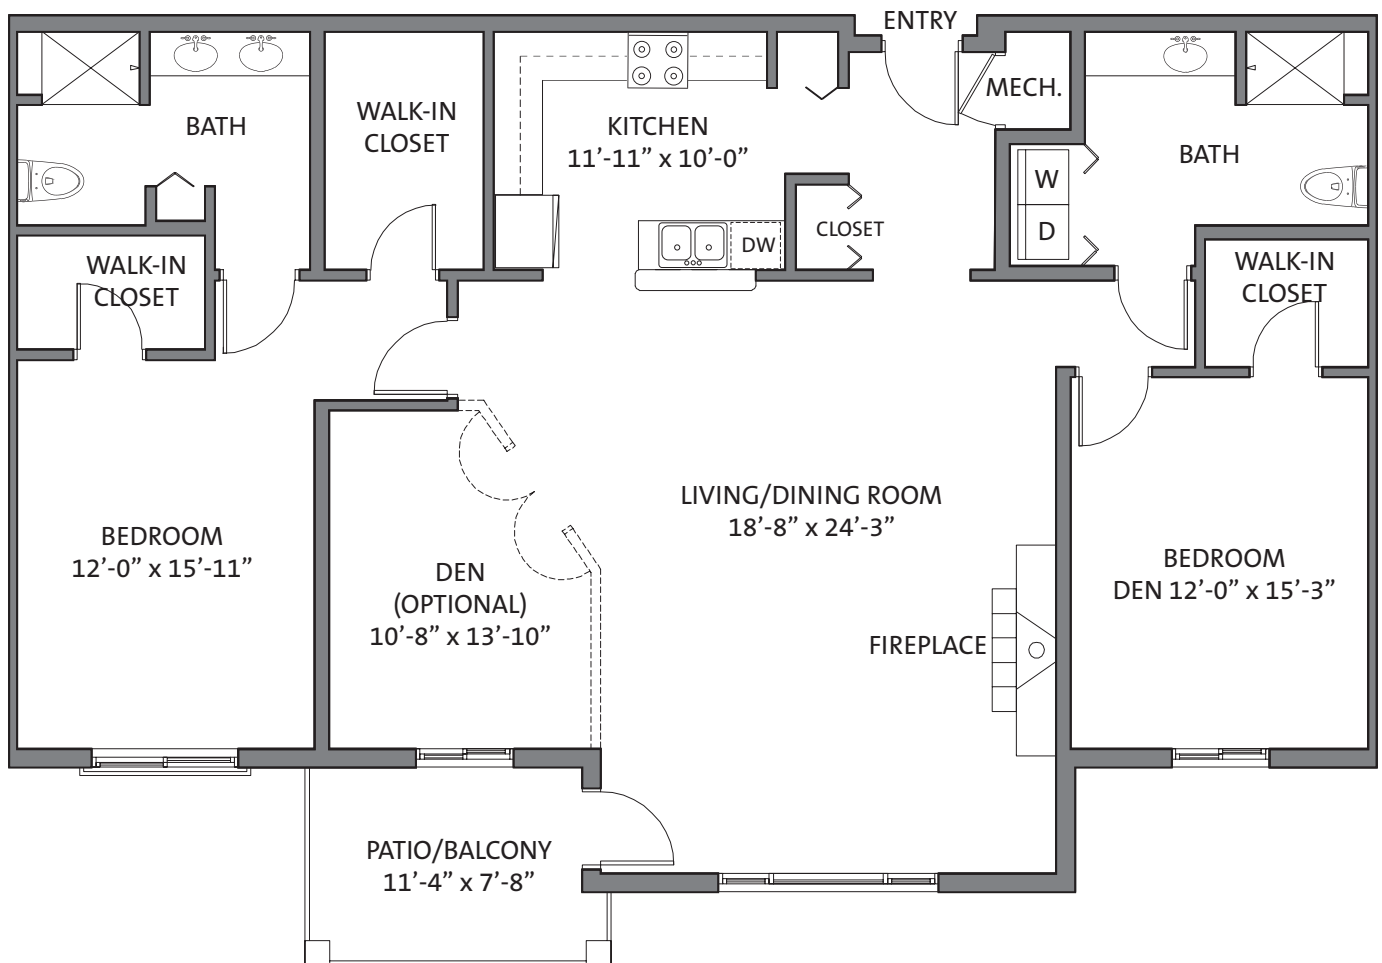 ENTRY
WALK-IN
CLOSET
BATH
KITCHEN
11’-11” x 10’-0”
MECH.
BATH
W
D
CLOSET
DW
WALK-IN
CLOSET
WALK-IN
CLOSET
LIVING/DINING ROOM
18’-8” x 24’-3”
BEDROOM
12’-0” x 15’-11”
DEN
(OPTIONAL)
10’-8” x 13’-10”
BEDROOM
DEN 12’-0” x 15’-3”
FIREPLACE
PATIO/BALCONY
11’-4” x 7’-8”